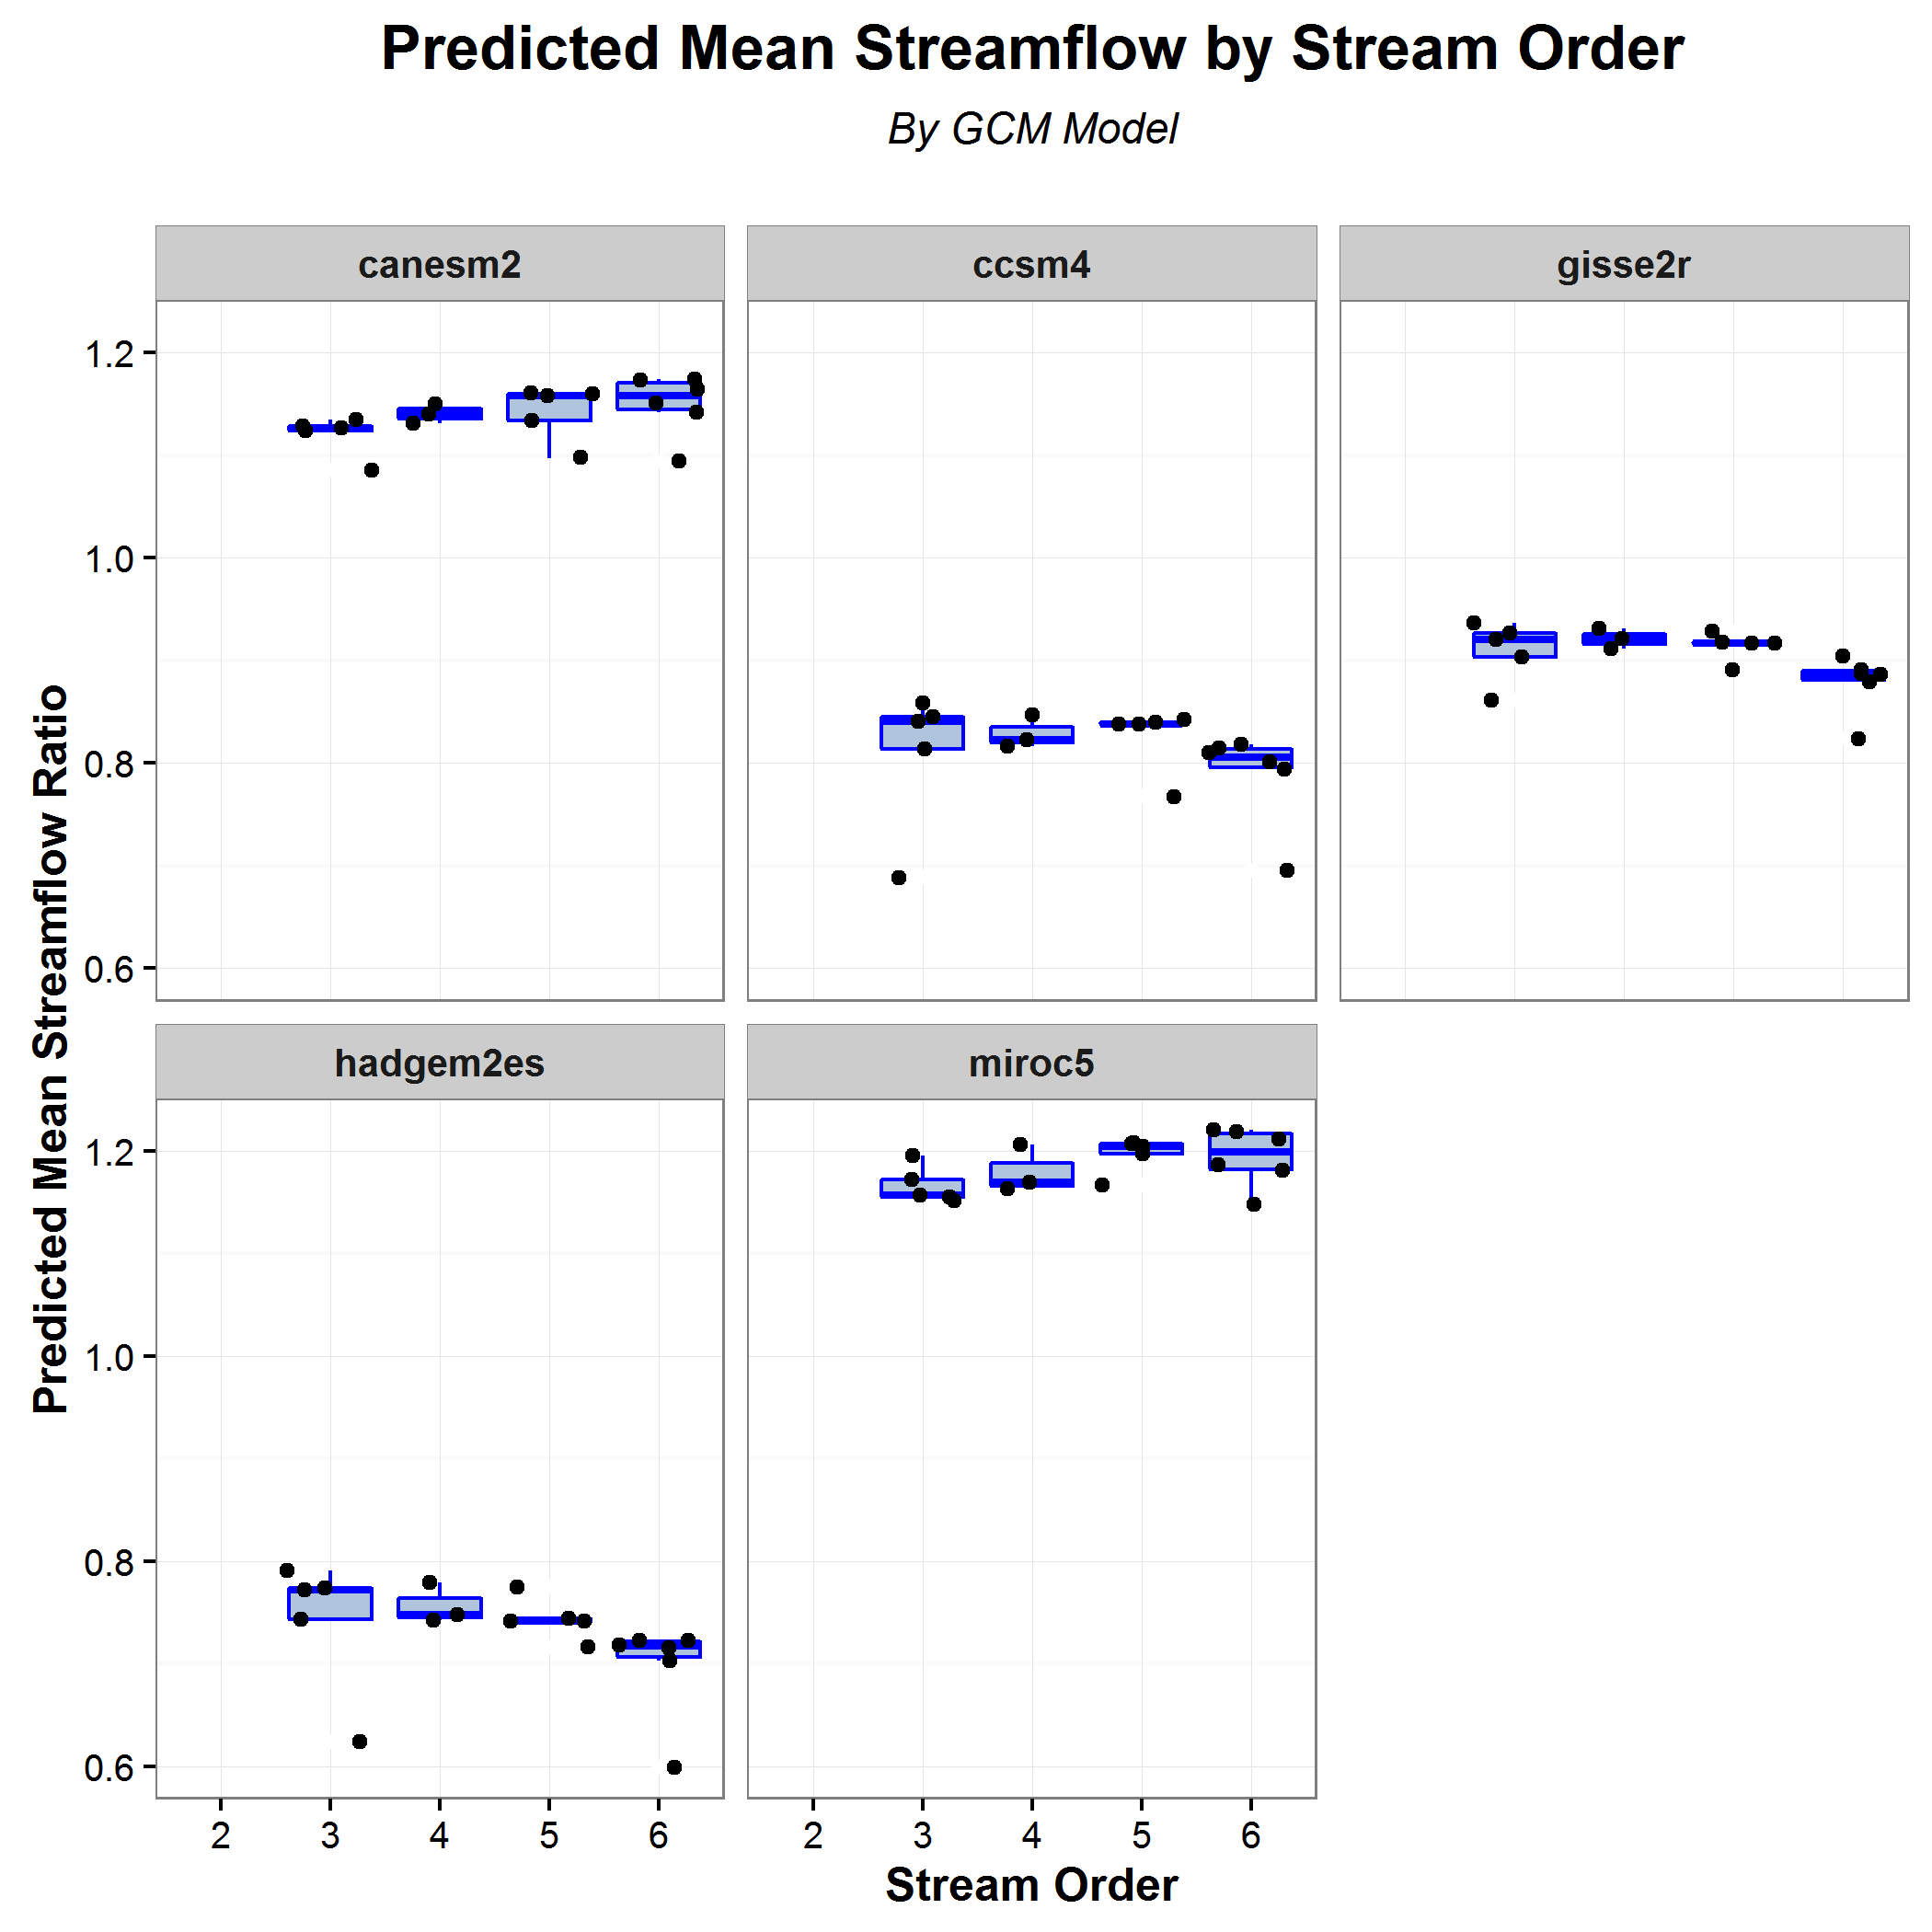 Predicted Mean Streamflow by Stream Order
By GCM Model
canesm2
ccsm4
gisse2r
1.2
1.0
0.8
0.6
Predicted Mean Streamflow Ratio
hadgem2es
miroc5
1.2
1.0
0.8
0.6
2 3 4 5 6
2 3 4 5 6
Stream Order